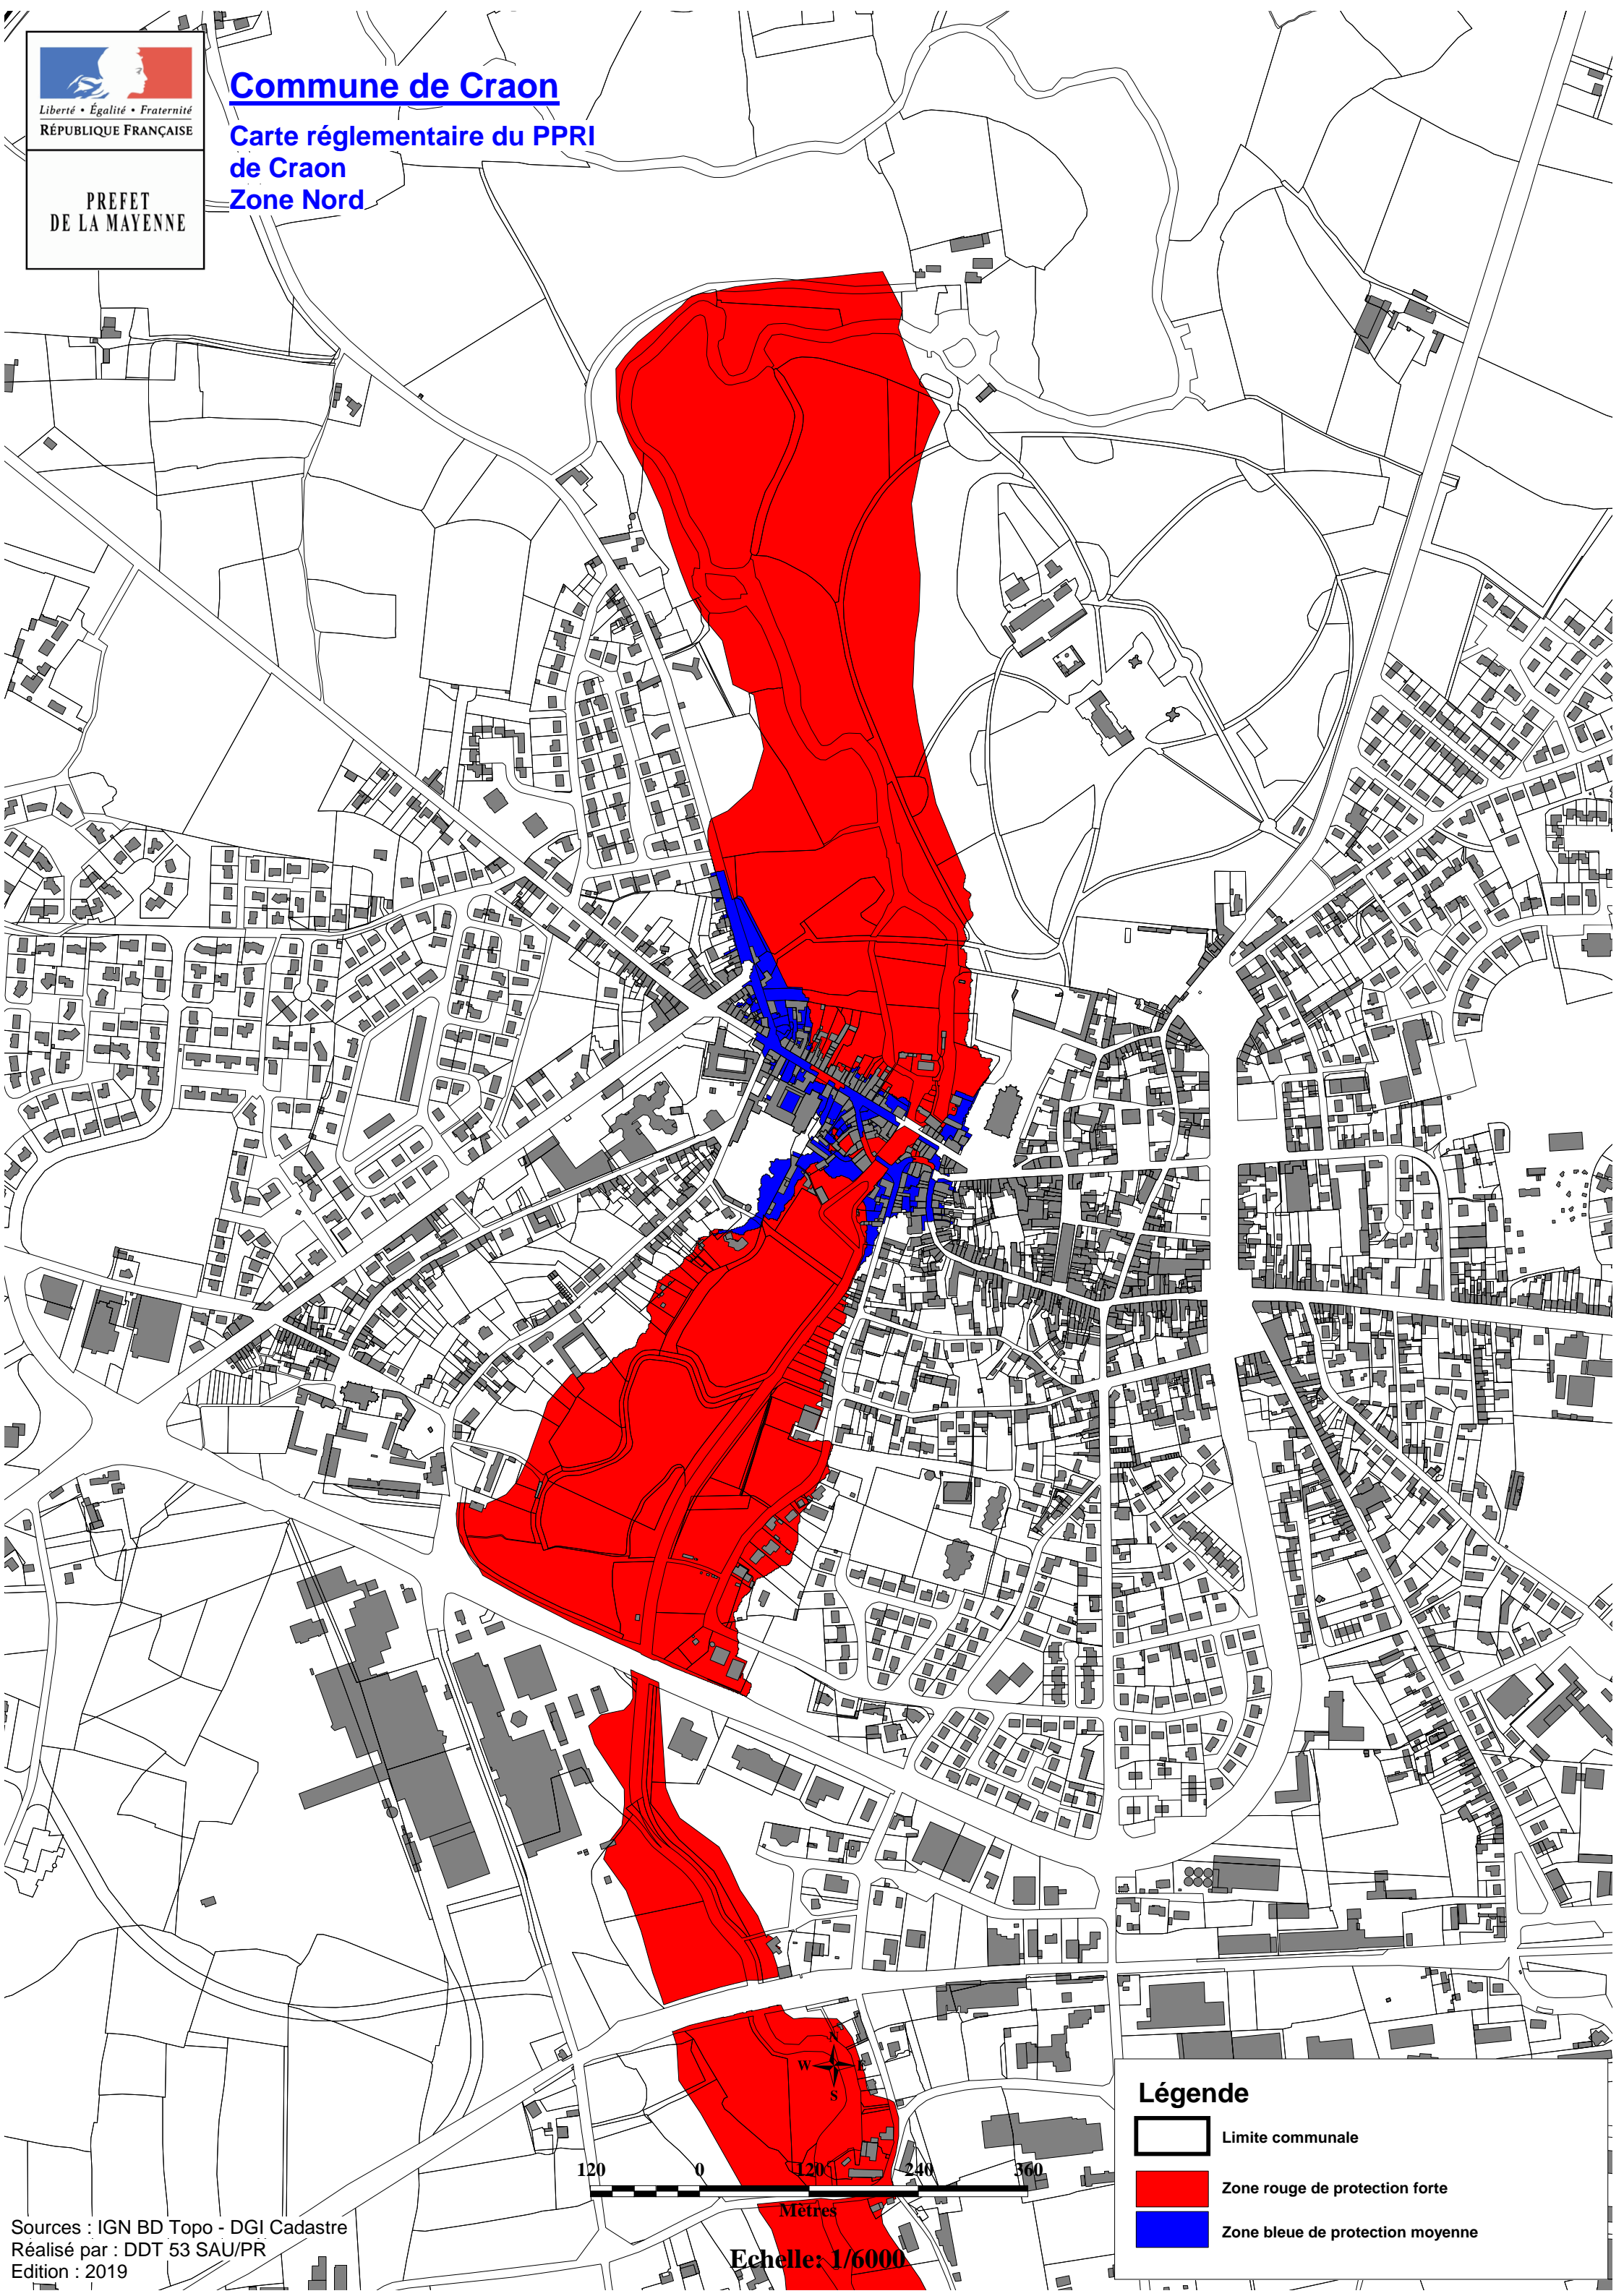 Liberté • Égalité • Fraternité
RÉPUBLIQUE FRANÇAISE
PREFET
DE LA MAYENNE
Commune de Craon
Carte réglementaire du PPRI
de Craon
Zone Nord
N
W E
S
120 0 120 240 360
Mètres
Echelle: 1/6000
Légende
Limite communale
Zone rouge de protection forte
Zone bleue de protection moyenne
Sources : IGN BD Topo - DGI Cadastre
Réalisé par : DDT 53 SAU/PR
Edition : 2019